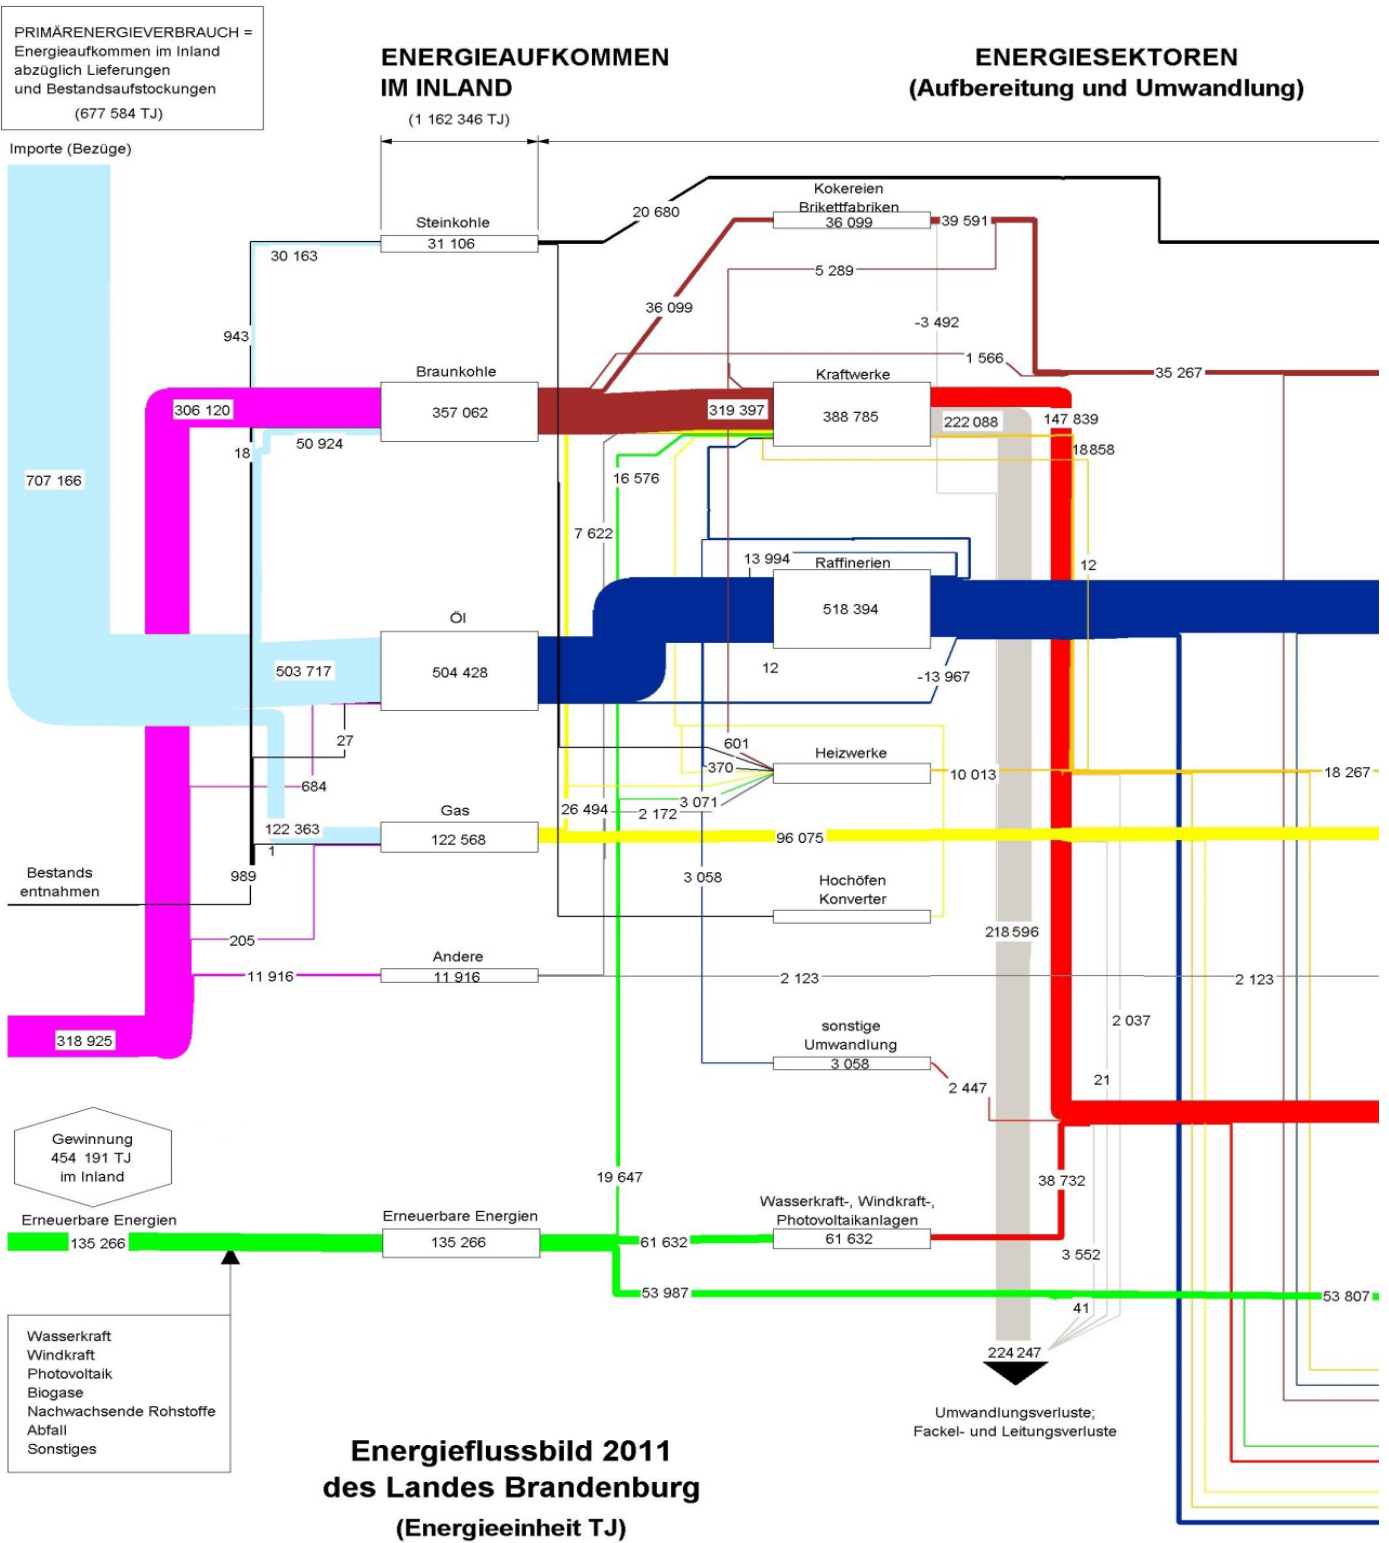 PRIMÄRENERGIEVERBRAUCH =
Energieaufkommen im Inland
abzüglich Lieferungen
und Bestandsaufstockungen
(677 584 TJ)
ENERGIEAUFKOMMEN
IM INLAND
(1 162 346 TJ)
ENERGIESEKTOREN
(Aufbereitung und Umwandlung)
Importe (Bezüge)
Kokereien
Brikettfabriken
36 099
39 591
20 680
Steinkohle
31 106
30 163
5 289
36 099
-3 492
943
1 566
35 267
Braunkohle
357 062
Kraftwerke
388 785
306 120
319 397
222 088
147 839
18
50 924
18858
707 166
16 576
7 622
13 994
Raffinerien
518 394
12
Öl
504 428
503 717
12
-13 967
27
601
370
Heizwerke
10 013
18 267
684
26 494
3 071
2 172
Gas
122 568
122 363
1
96 075
989
Bestands
entnahmen
3 058
Hochöfen
Konverter
205
218 596
Andere
11 916
11 916
2 123
2 123
2 037
318 925
sonstige
Umwandlung
3 058
2 447
21
Gewinnung
454 191 TJ
im Inland
19 647
38 732
Erneuerbare Energien
135 266
Erneuerbare Energien
135 266
Wasserkraft-, Windkraft-,
Photovoltaikanlagen
61 632
61 632
3 552
53 987
41
53 807
Wasserkraft
Windkraft
Photovoltaik
Biogase
Nachwachsende Rohstoffe
Abfall
Sonstiges
224 247
Umwandlungsverluste;
Fackel- und Leitungsverluste
Energieflussbild 2011
des Landes Brandenburg
(Energieeinheit TJ)